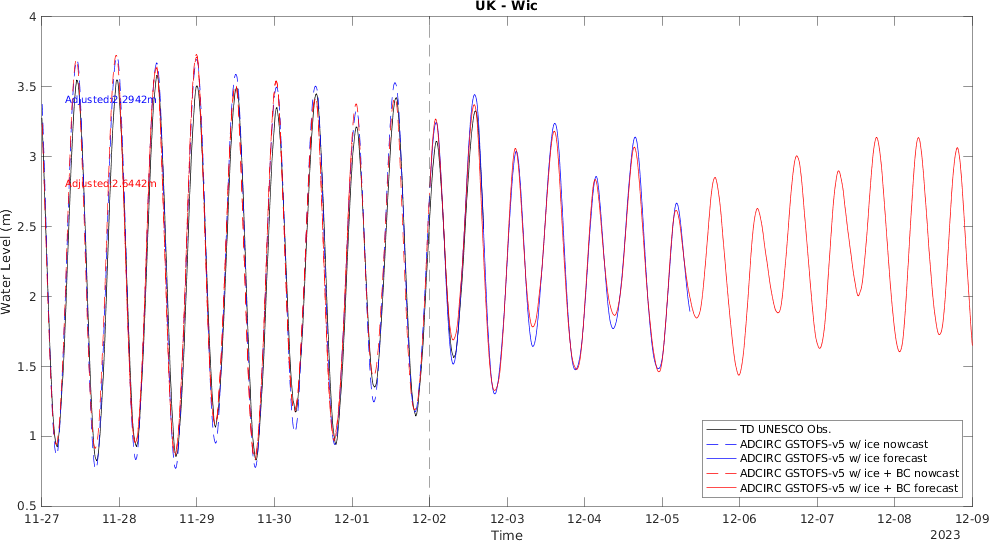 UK - Wic
Water Level (m)
4
3.5
3
2.5
2
1.5
1
0.5
Adjusted:2.2942m
Adjusted:2.6442m
TD UNESCO Obs.
ADCIRC GSTOFS-v5 w/ ice nowcast
ADCIRC GSTOFS-v5 w/ ice forecast
ADCIRC GSTOFS-v5 w/ ice + BC nowcast
ADCIRC GSTOFS-v5 w/ ice + BC forecast
11-27 11-28 11-29 11-30 12-01 12-02 12-03 12-04 12-05 12-06 12-07 12-08 12-09
Time
2023